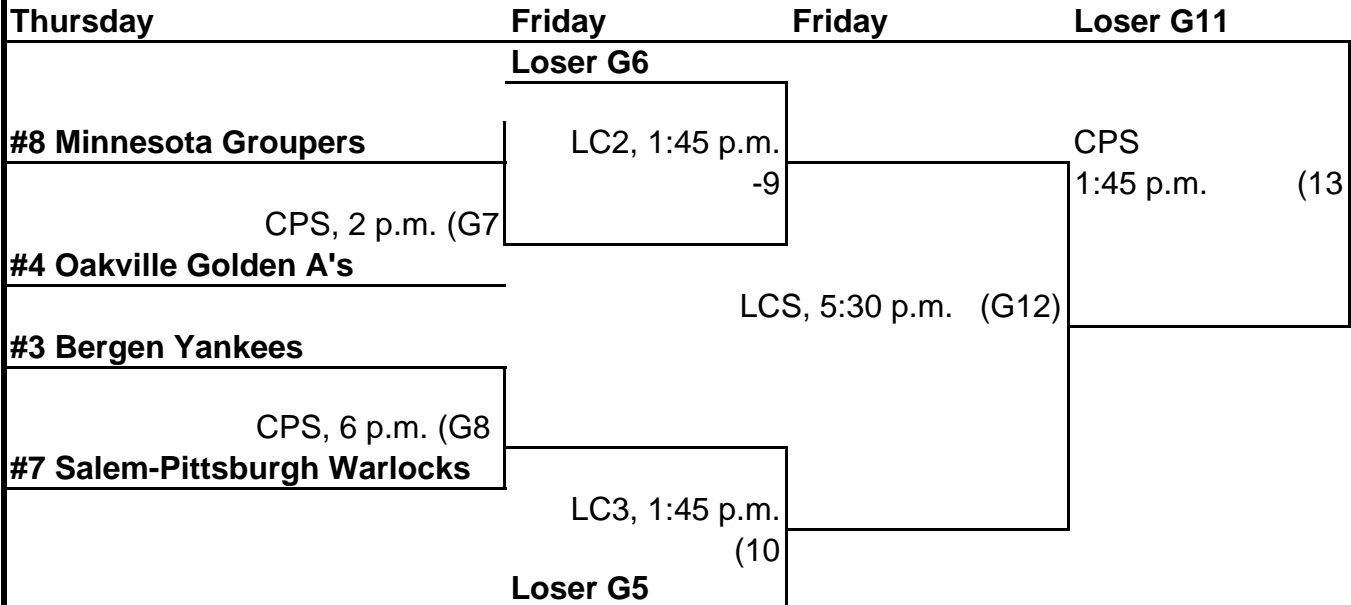 Thursday Friday Friday Loser G11
Loser G6
#8 Minnesota Groupers LC2, 1:45 p.m. CPS
-9 1:45 p.m. (13
CPS, 2 p.m. (G7
#4 Oakville Golden A's
LCS, 5:30 p.m. (G12)
#3 Bergen Yankees
CPS, 6 p.m. (G8
#7 Salem-Pittsburgh Warlocks
LC3, 1:45 p.m.
(10
Loser G5